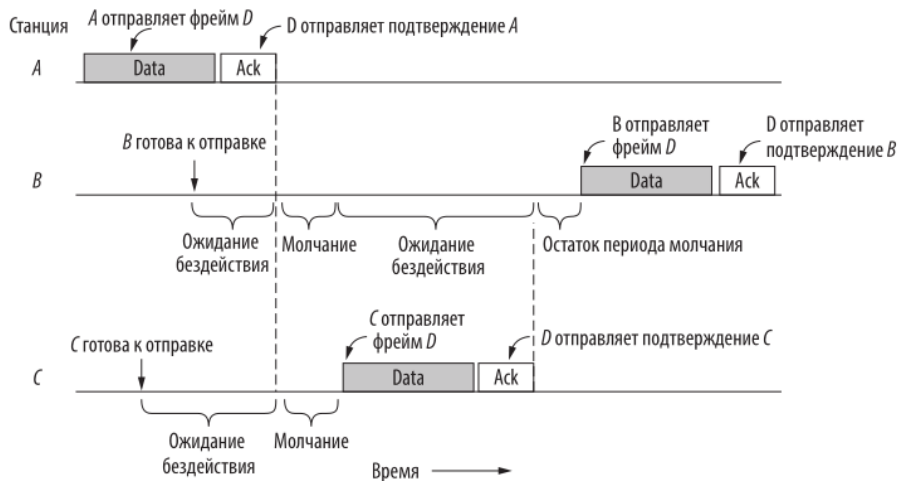 Станция
A отправляет фрейм D
D отправляет подтверждение A
A
Data
Ack
B готова к отправке
B отправляет
фрейм D
D отправляет
подтверждение B
B
Data
Ack
Ожидание
бездействия
Молчание
Ожидание
бездействия
Остаток периода молчания
C готова к отправке
C отправляет
фрейм D
D отправляет подтверждение C
C
Data
Ack
Ожидание
бездействия
Молчание
Время